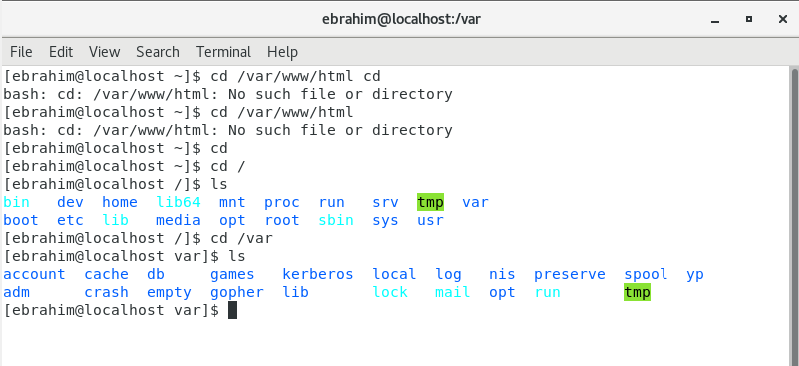 ebrahim@localhost:/var
File Edit View Search Terminal Help
[ebrahim@localhost ~]$ cd /var/www/html cd
bash: cd: /var/www/html: No such file or directory
[ebrahim@localhost ~]$ cd /var/www/html
bash: cd: /var/www/html: No such file or directory
[ebrahim@localhost ~]$ cd
[ebrahim@localhost ~]$ cd /
[ebrahim@localhost /]$ ls
bin   dev  home  lib64  mnt  proc  run   srv  tmp  var
boot  etc  lib   media  opt  root  sbin  sys  usr
[ebrahim@localhost /]$ cd /var
[ebrahim@localhost var]$ ls
account  cache  db     games   kerberos  local  log   nis  preserve  spool  yp
adm      crash  empty  gopher  lib       lock   mail  opt  run       tmp
[ebrahim@localhost var]$